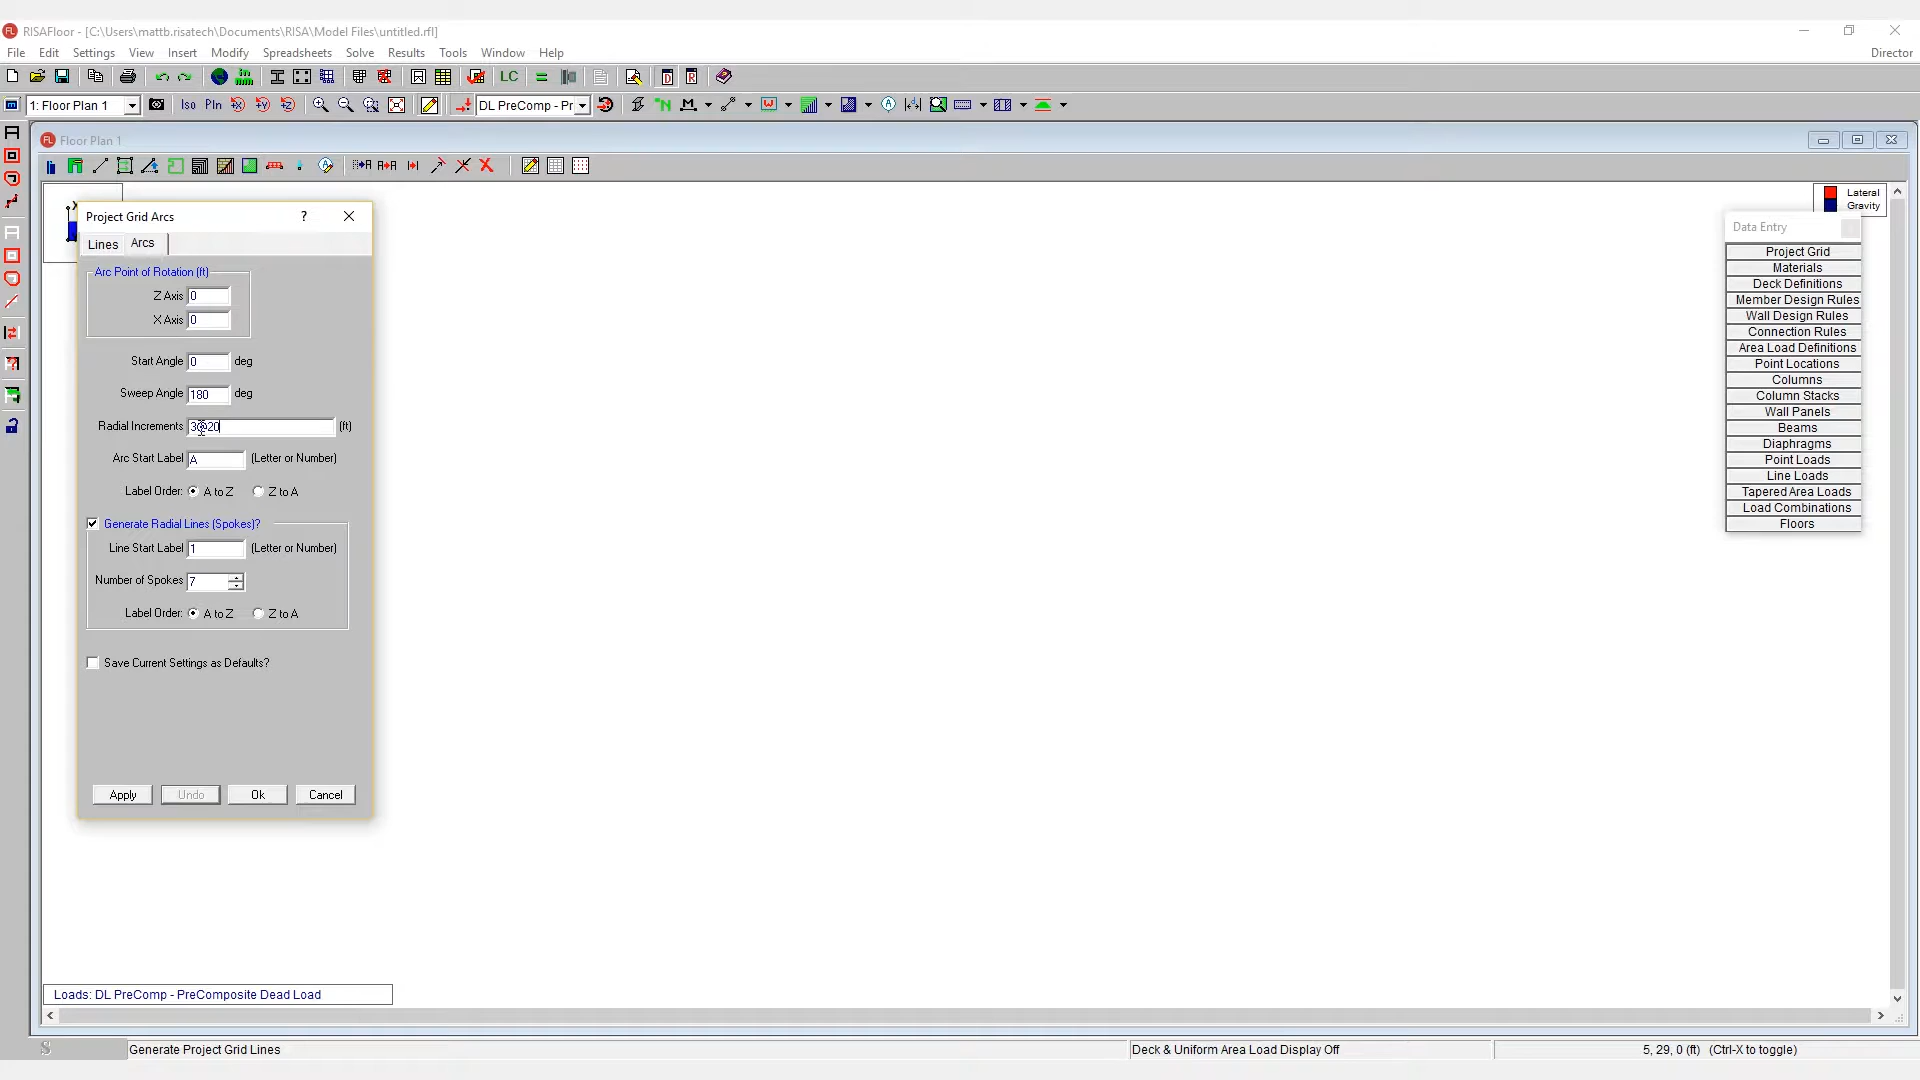 RISAFloor - [C:\Users\mattb.risatech\Documents\RISA\Model Files\untitled.rfl]
File Edit Settings View Insert Modify Spreadsheets Solve Results Tools Window Help Director
LC D R
1: Floor Plan 1 Iso Pln DL PreComp - Pr
Floor Plan 1
Lateral
Gravity
Project Grid Arcs ?
Lines Arcs
Arc Point of Rotation (ft)
Z Axis 0
X Axis 0
Start Angle 0 deg
Sweep Angle 180 deg
Radial Increments 3@20 (ft)
Arc Start Label A (Letter or Number)
Label Order: A to Z Z to A
Generate Radial Lines (Spokes)?
Line Start Label 1 (Letter or Number)
Number of Spokes 7
Label Order: A to Z Z to A
Save Current Settings as Defaults?
Apply Undo Ok Cancel
Data Entry
Project Grid
Materials
Deck Definitions
Member Design Rules
Wall Design Rules
Connection Rules
Area Load Definitions
Point Locations
Columns
Column Stacks
Wall Panels
Beams
Diaphragms
Point Loads
Line Loads
Tapered Area Loads
Load Combinations
Floors
Loads: DL PreComp - PreComposite Dead Load
S Generate Project Grid Lines Deck & Uniform Area Load Display Off 5, 29, 0 (ft) (Ctrl-X to toggle)